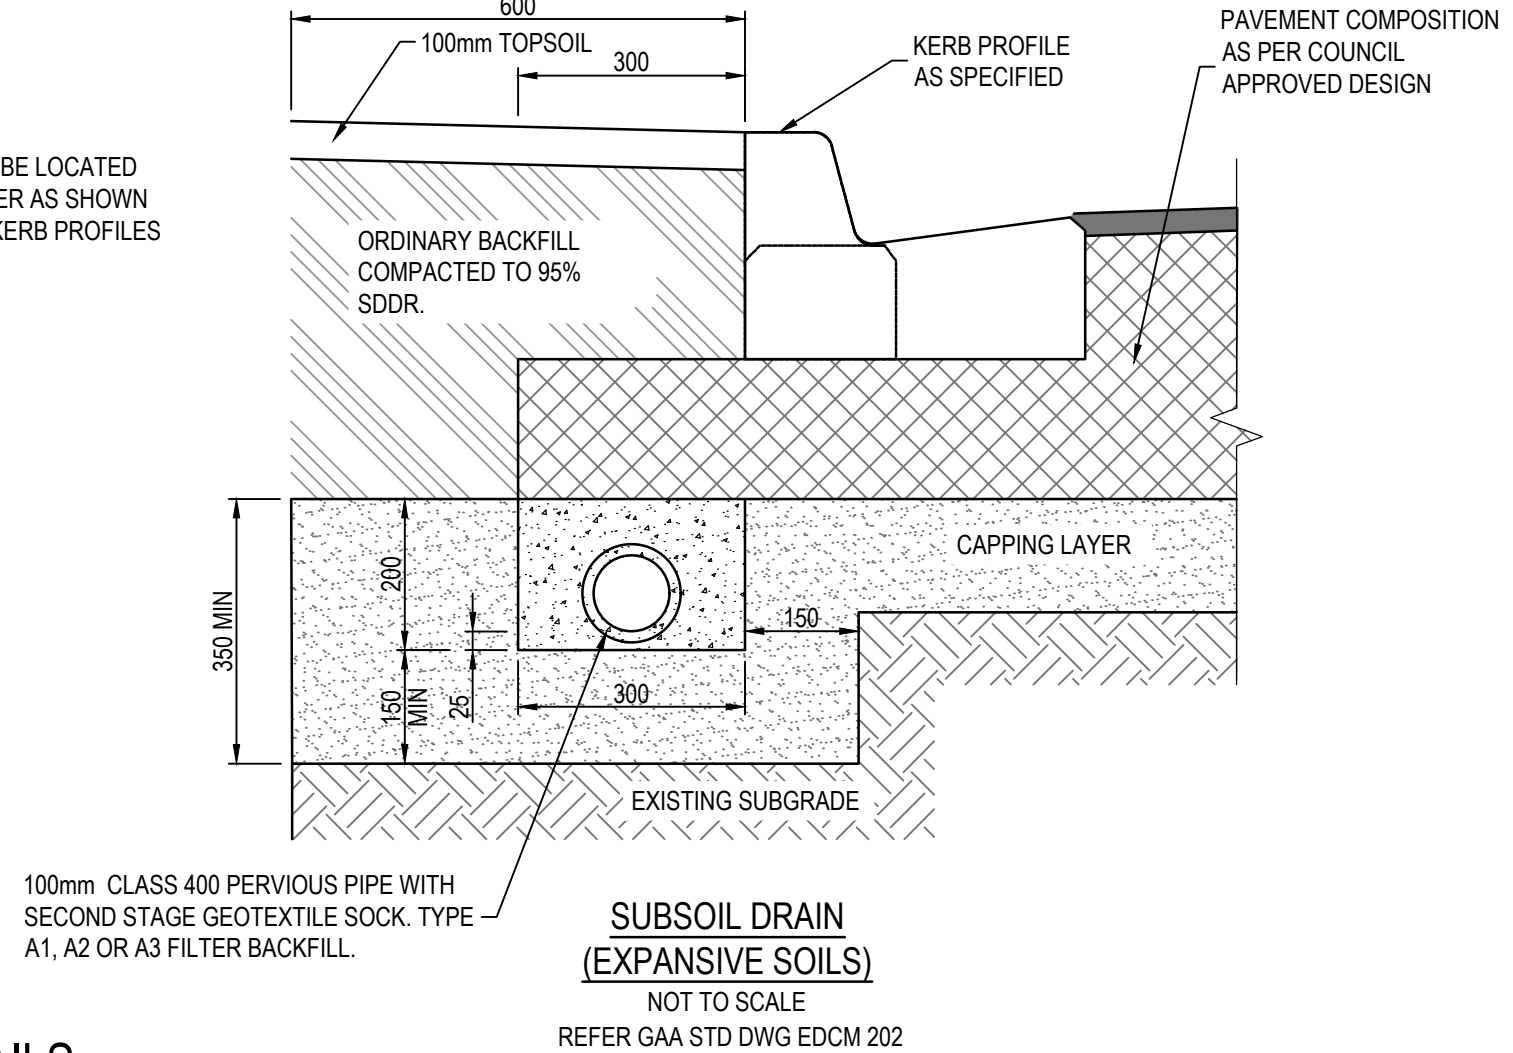 600
100mm TOPSOIL
300
KERB PROFILE
AS SPECIFIED
PAVEMENT COMPOSITION
AS PER COUNCIL
APPROVED DESIGN
BE LOCATED
ER AS SHOWN
KERB PROFILES
ORDINARY BACKFILL
COMPACTED TO 95%
SDDR.
CAPPING LAYER
200
350 MIN
150
150
MIN
25
300
EXISTING SUBGRADE
100mm CLASS 400 PERVIOUS PIPE WITH
SECOND STAGE GEOTEXTILE SOCK. TYPE
A1, A2 OR A3 FILTER BACKFILL.
SUBSOIL DRAIN
(EXPANSIVE SOILS)
NOT TO SCALE
REFER GAA STD DWG EDCM 202